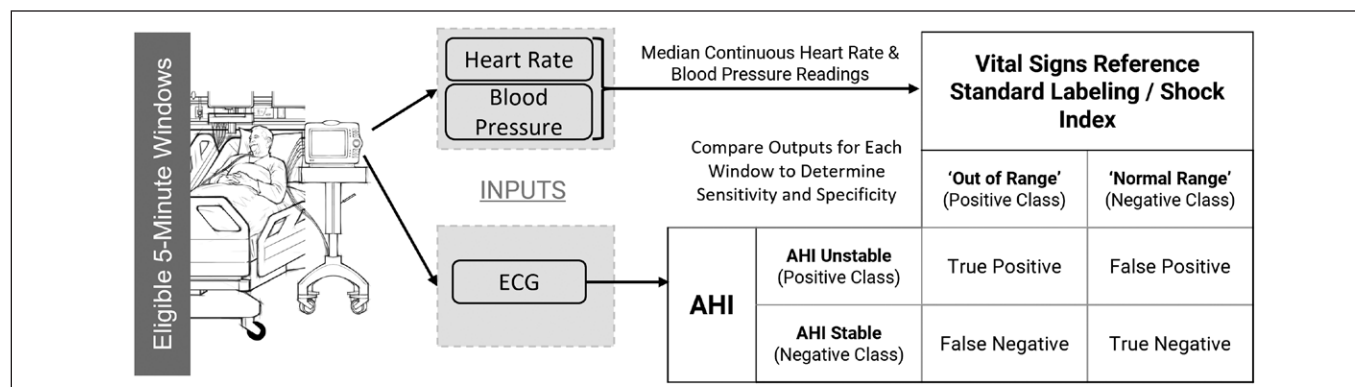 Eligible 5-Minute Windows
Heart Rate
Blood
Pressure
Median Continuous Heart Rate &
Blood Pressure Readings
Vital Signs Reference
Standard Labeling / Shock
Index
INPUTS
Compare Outputs for Each
Window to Determine
Sensitivity and Specificity
‘Out of Range’
(Positive Class)
‘Normal Range’
(Negative Class)
ECG
AHI
AHI Unstable
(Positive Class)
True Positive
False Positive
AHI Stable
(Negative Class)
False Negative
True Negative